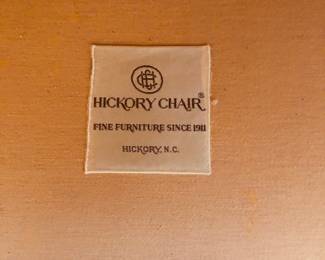 HICKORY CHAIR®
FINE FURNITURE SINCE 1911
HICKORY, N.C.